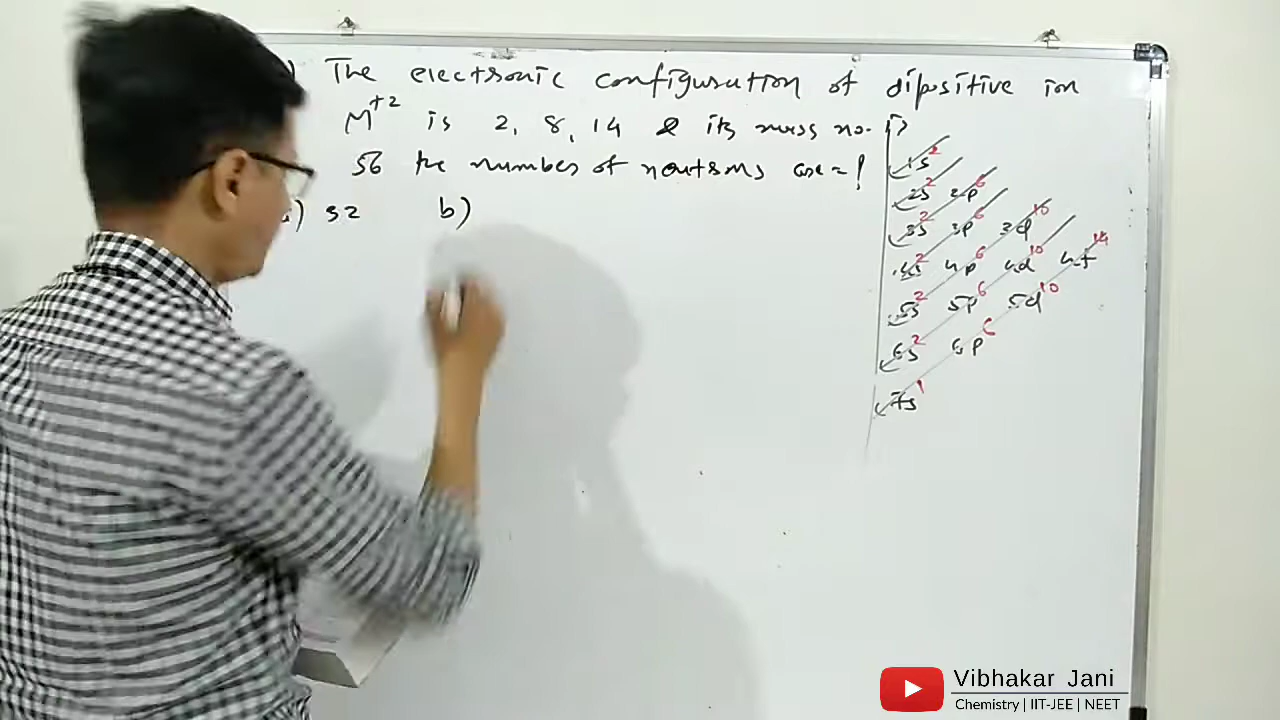 ) The electronic configuration of dipositive ion
M+2 is 2, 8, 14 & its mass no. is
56 the number of neutrons are = !
a) 32 b)
1s2
2s2 2p6
3s2 3p6 3d10
4s2 4p6 4d10 4f14
5s2 5p6 5d10
6s2 6p6
7s1
Vibhakar Jani
Chemistry | IIT-JEE | NEET